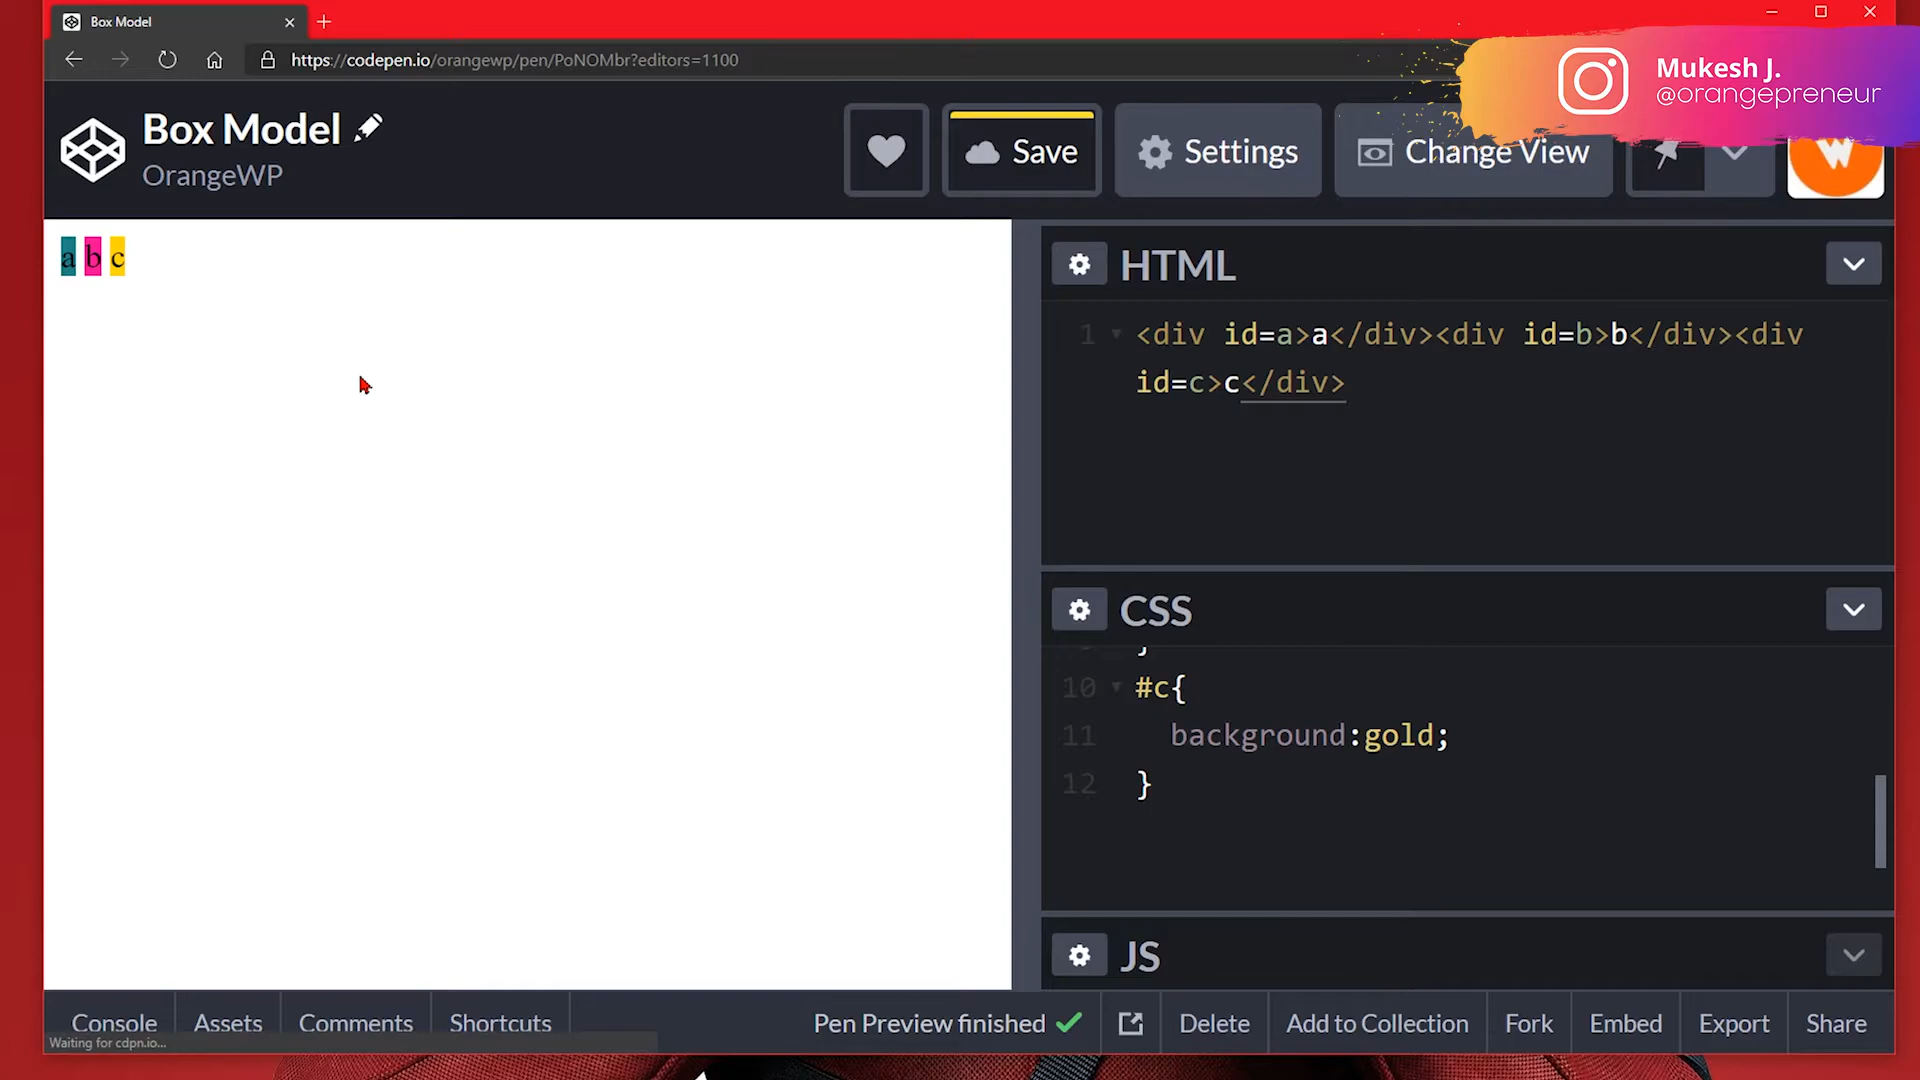 Box Model
https://codepen.io/orangewp/pen/PoNOMbr?editors=1100
Mukesh J.
@orangepreneur
Box Model
OrangeWP
Save
Settings
Change View
W
a b c
HTML
1 <div id=a>a</div><div id=b>b</div><div
id=c>c</div>
CSS
}
10 #c{
11 background:gold;
12 }
JS
Console
Assets
Comments
Shortcuts
Pen Preview finished
Delete
Add to Collection
Fork
Embed
Export
Share
Waiting for cdpn.io...